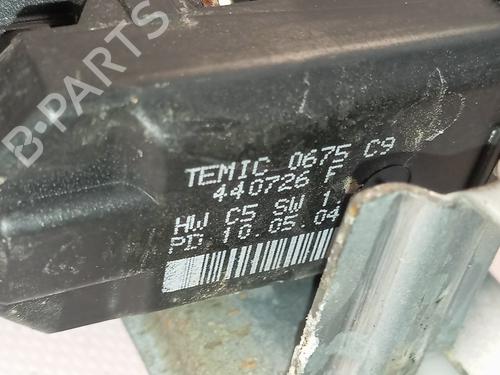 B-PARTS
TEMIC 0675 C9
440726 F
HW C5 SW 1.
PD 10.05.04